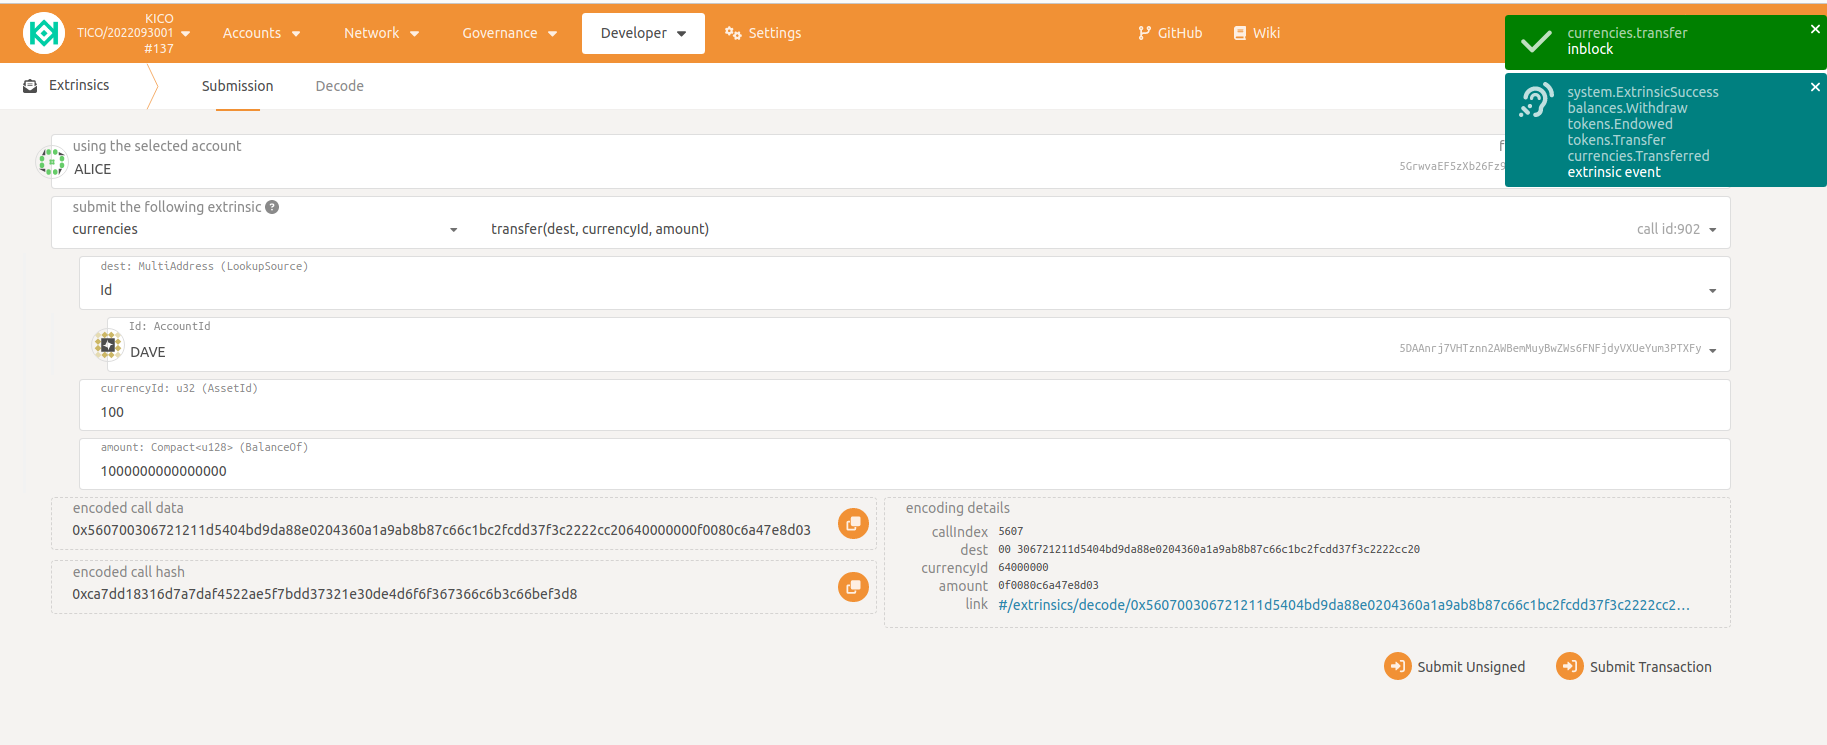 KICO
TICO/2022093001
#137
Accounts
Network
Governance
Developer
Settings
GitHub
Wiki
currencies.transfer
inblock
system.ExtrinsicSuccess
balances.Withdraw
tokens.Endowed
tokens.Transfer
currencies.Transferred
extrinsic event
Extrinsics
Submission
Decode
using the selected account
ALICE
5GrwvaEF5zXb26Fz9
submit the following extrinsic
currencies
transfer(dest, currencyId, amount)
call id:902
dest: MultiAddress (LookupSource)
Id
Id: AccountId
DAVE
5DAAnrj7VHTznn2AWBemMuyBwZWs6FNFjdyVXUeYum3PTXFy
currencyId: u32 (AssetId)
100
amount: Compact<u128> (BalanceOf)
1000000000000000
encoded call data
0x560700306721211d5404bd9da88e0204360a1a9ab8b87c66c1bc2fcdd37f3c2222cc20640000000f0080c6a47e8d03
encoded call hash
0xca7dd18316d7a7daf4522ae5f7bdd37321e30de4d6f6f367366c6b3c66bef3d8
encoding details
callIndex 5607
dest 00 306721211d5404bd9da88e0204360a1a9ab8b87c66c1bc2fcdd37f3c2222cc20
currencyId 64000000
amount 0f0080c6a47e8d03
link #/extrinsics/decode/0x560700306721211d5404bd9da88e0204360a1a9ab8b87c66c1bc2fcdd37f3c2222cc2…
Submit Unsigned
Submit Transaction